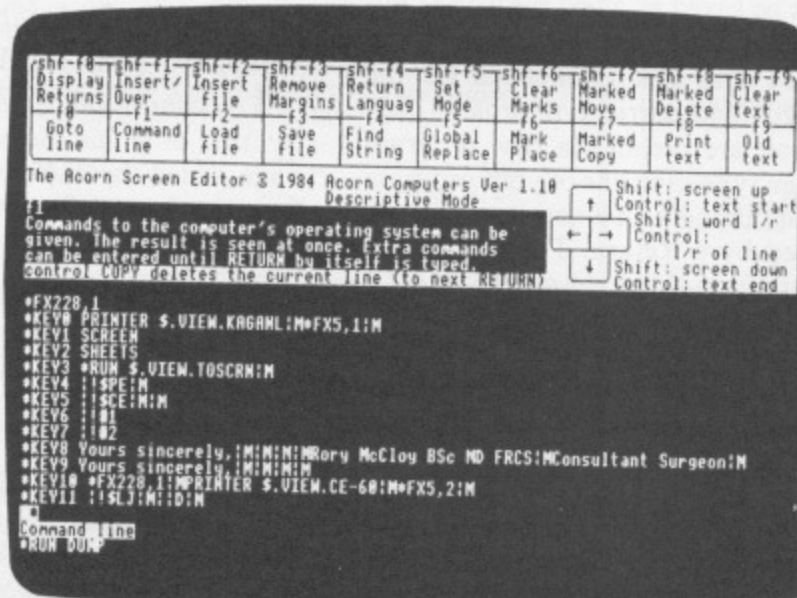 shf-f0 shf-f1 shf-f2 shf-f3 shf-f4 shf-f5 shf-f6 shf-f7 shf-f8 shf-f9
Display Insert/ Insert Remove Return Set Clear Marked Marked Clear
Returns Over file Margins Languag Mode Marks Move Delete text
f0 f1 f2 f3 f4 f5 f6 f7 f8 f9
Goto Command Load Save Find Global Mark Marked Print Old
line line file file String Replace Place Copy text text
The Acorn Screen Editor © 1984 Acorn Computers Ver 1.10
Descriptive Mode
f1
Commands to the computer's operating system can be
given. The result is seen at once. Extra commands
can be entered until RETURN by itself is typed.
control COPY deletes the current line (to next RETURN)
↑
← →
↓
Shift: screen up
Control: text start
Shift: word l/r
Control:
l/r of line
Shift: screen down
Control: text end
*FX228,1
*KEY0 PRINTER $.VIEW.KAGANL|M*FX5,1|M
*KEY1 SCREEN
*KEY2 SHEETS
*KEY3 *RUN $.VIEW.TOSCRN|M
*KEY4 |!$PE|M
*KEY5 |!$CE|M|M
*KEY6 |!@1
*KEY7 |!@2
*KEY8 Yours sincerely,|M|M|M|MRory McCloy BSc MD FRCS|MConsultant Surgeon|M
*KEY9 Yours sincerely,|M|M|M|M
*KEY10 *FX228,1|MPRINTER $.VIEW.CE-60|M*FX5,2|M
*KEY11 |!$LJ|M||D|M
*
Command line
*RUN DUMP